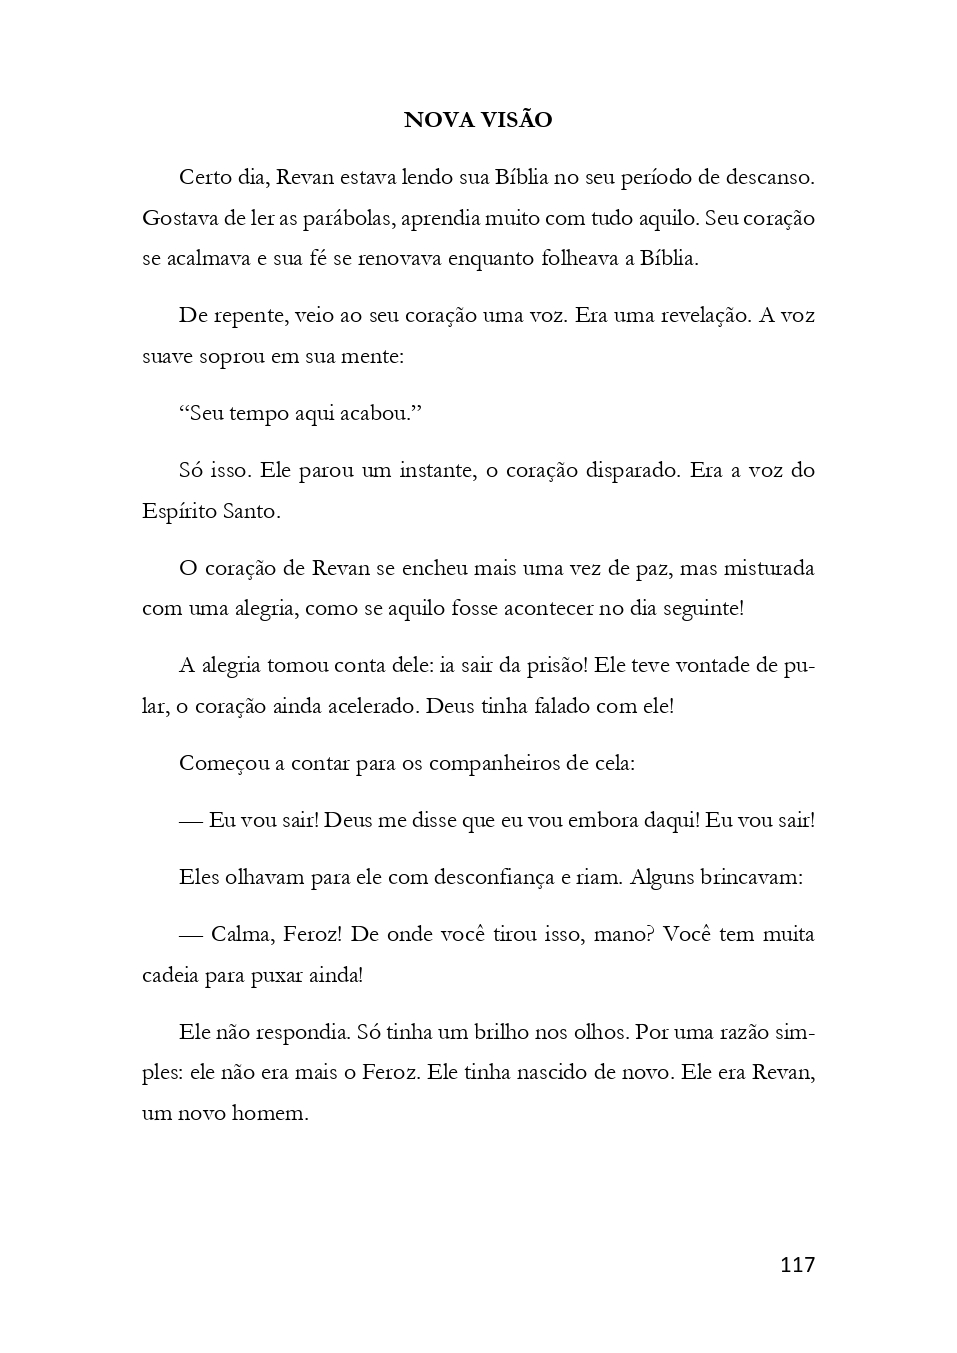 NOVA VISÃO
Certo dia, Revan estava lendo sua Bíblia no seu período de descanso.
Gostava de ler as parábolas, aprendia muito com tudo aquilo. Seu coração
se acalmava e sua fé se renovava enquanto folheava a Bíblia.
De repente, veio ao seu coração uma voz. Era uma revelação. A voz
suave soprou em sua mente:
“Seu tempo aqui acabou.”
Só isso. Ele parou um instante, o coração disparado. Era a voz do
Espírito Santo.
O coração de Revan se encheu mais uma vez de paz, mas misturada
com uma alegria, como se aquilo fosse acontecer no dia seguinte!
A alegria tomou conta dele: ia sair da prisão! Ele teve vontade de pu-
lar, o coração ainda acelerado. Deus tinha falado com ele!
Começou a contar para os companheiros de cela:
— Eu vou sair! Deus me disse que eu vou embora daqui! Eu vou sair!
Eles olhavam para ele com desconfiança e riam. Alguns brincavam:
— Calma, Feroz! De onde você tirou isso, mano? Você tem muita
cadeia para puxar ainda!
Ele não respondia. Só tinha um brilho nos olhos. Por uma razão sim-
ples: ele não era mais o Feroz. Ele tinha nascido de novo. Ele era Revan,
um novo homem.
117